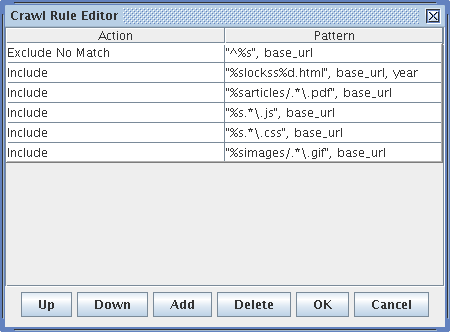 Crawl Rule Editor
Action Pattern
Exclude No Match "^%s", base_url
Include "%slockss%d.html", base_url, year
Include "%sarticles/.*\.pdf", base_url
Include "%s.*\.js", base_url
Include "%s.*\.css", base_url
Include "%simages/.*\.gif", base_url
Up Down Add Delete OK Cancel